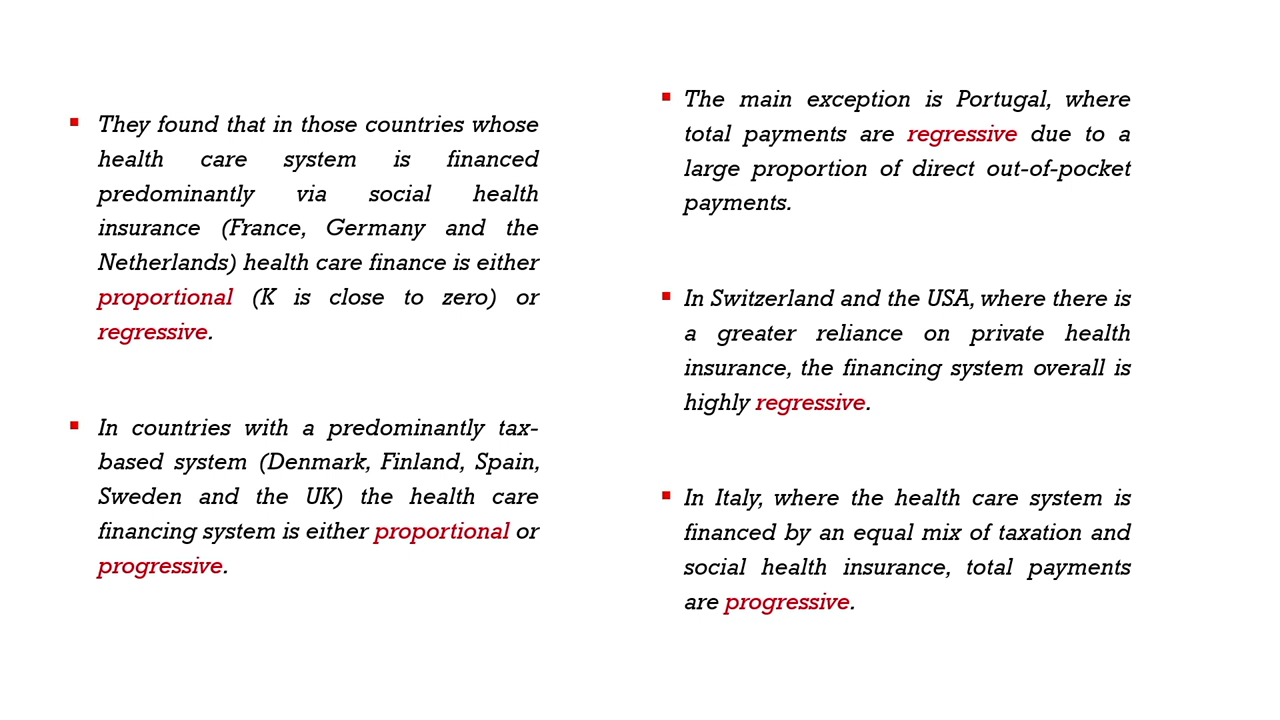 They found that in those countries whose
health care system is financed
predominantly via social health
insurance (France, Germany and the
Netherlands) health care finance is either
proportional (K is close to zero) or
regressive.
In countries with a predominantly tax-
based system (Denmark, Finland, Spain,
Sweden and the UK) the health care
financing system is either proportional or
progressive.
The main exception is Portugal, where
total payments are regressive due to a
large proportion of direct out-of-pocket
payments.
In Switzerland and the USA, where there is
a greater reliance on private health
insurance, the financing system overall is
highly regressive.
In Italy, where the health care system is
financed by an equal mix of taxation and
social health insurance, total payments
are progressive.